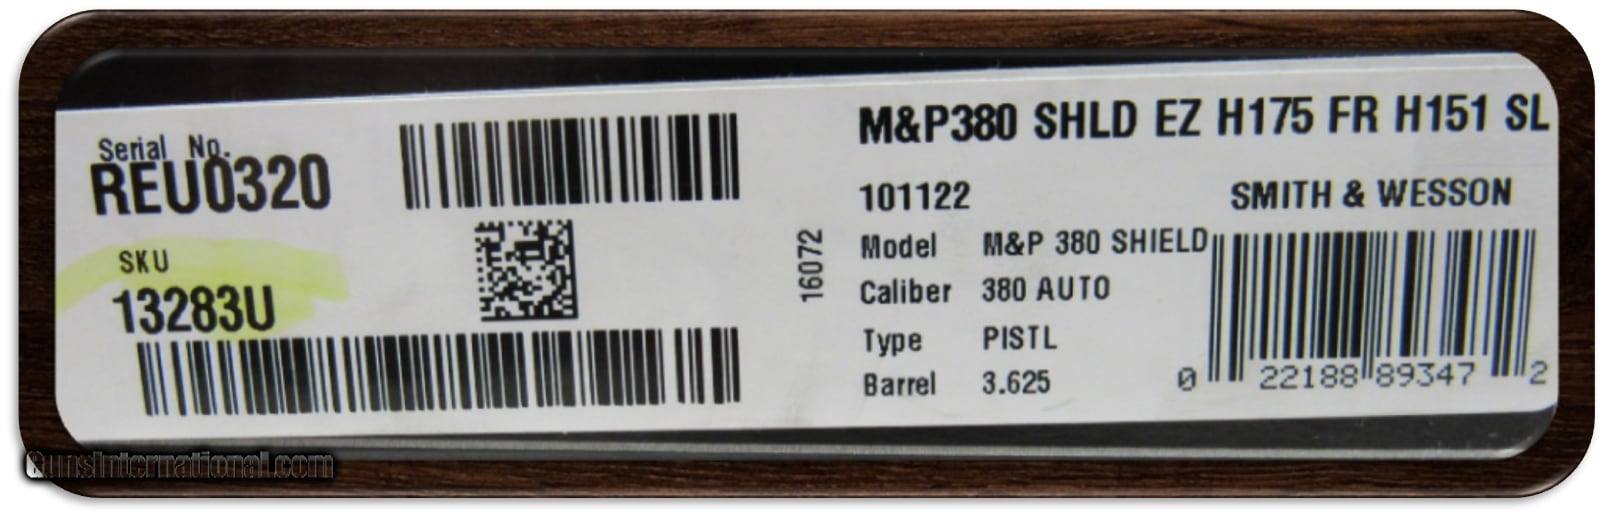 Serial No.
REU0320
SKU
13283U
16072
M&P380 SHLD EZ H175 FR H151 SL
101122
SMITH & WESSON
Model M&P 380 SHIELD
Caliber 380 AUTO
Type PISTL
Barrel 3.625
0 22188 89347 2
GunsInternational.com